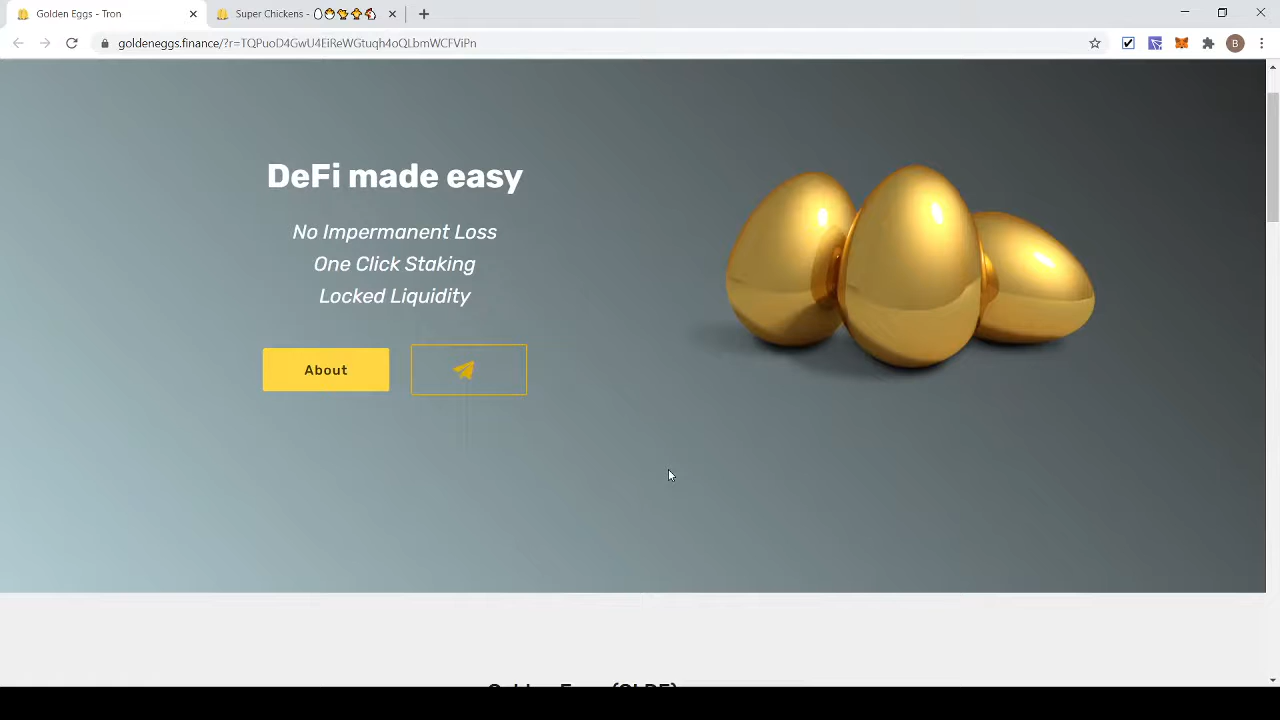 Golden Eggs - Tron
Super Chickens - 🥚🐣🐥🐤🐔
goldeneggs.finance/?r=TQPuoD4GwU4EiReWGtuqh4oQLbmWCFViPn
B
DeFi made easy
No Impermanent Loss
One Click Staking
Locked Liquidity
About